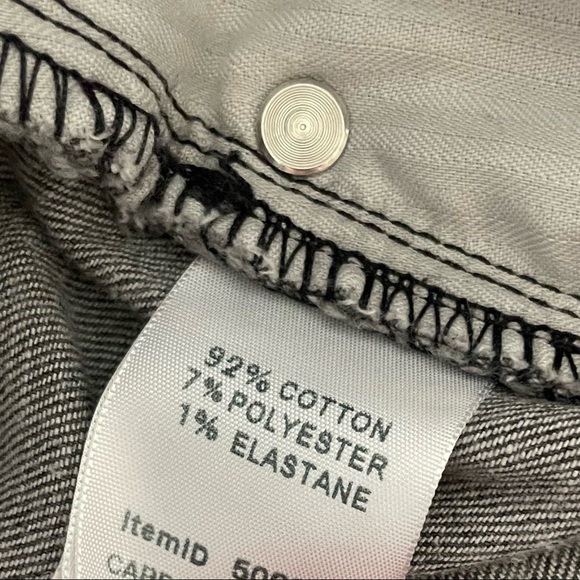 92% COTTON
7% POLYESTER
1% ELASTANE
ItemID